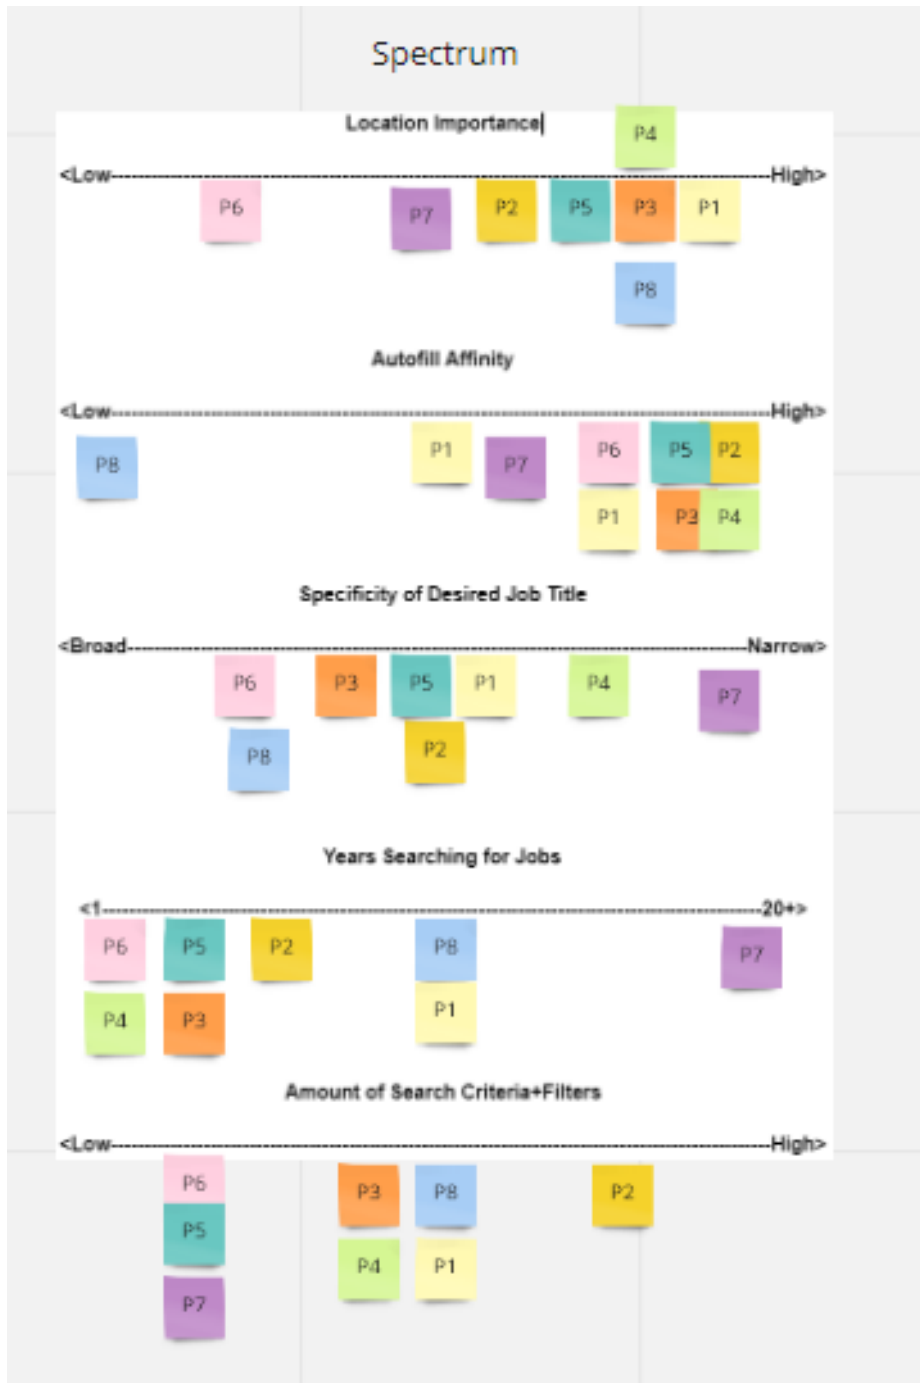 Spectrum
Location Importance
P4
<Low----------High>
P6 P7 P2 P5 P3 P1
P8
Autofill Affinity
<Low----------High>
P8 P1 P7 P6 P5 P2
P1 P3 P4
Specificity of Desired Job Title
<Broad----------Narrow>
P6 P3 P5 P1 P4 P7
P8 P2
Years Searching for Jobs
<1----------20+>
P6 P5 P2 P8 P7
P4 P3 P1
Amount of Search Criteria+Filters
<Low----------High>
P6 P3 P8 P2
P5
P4 P1
P7